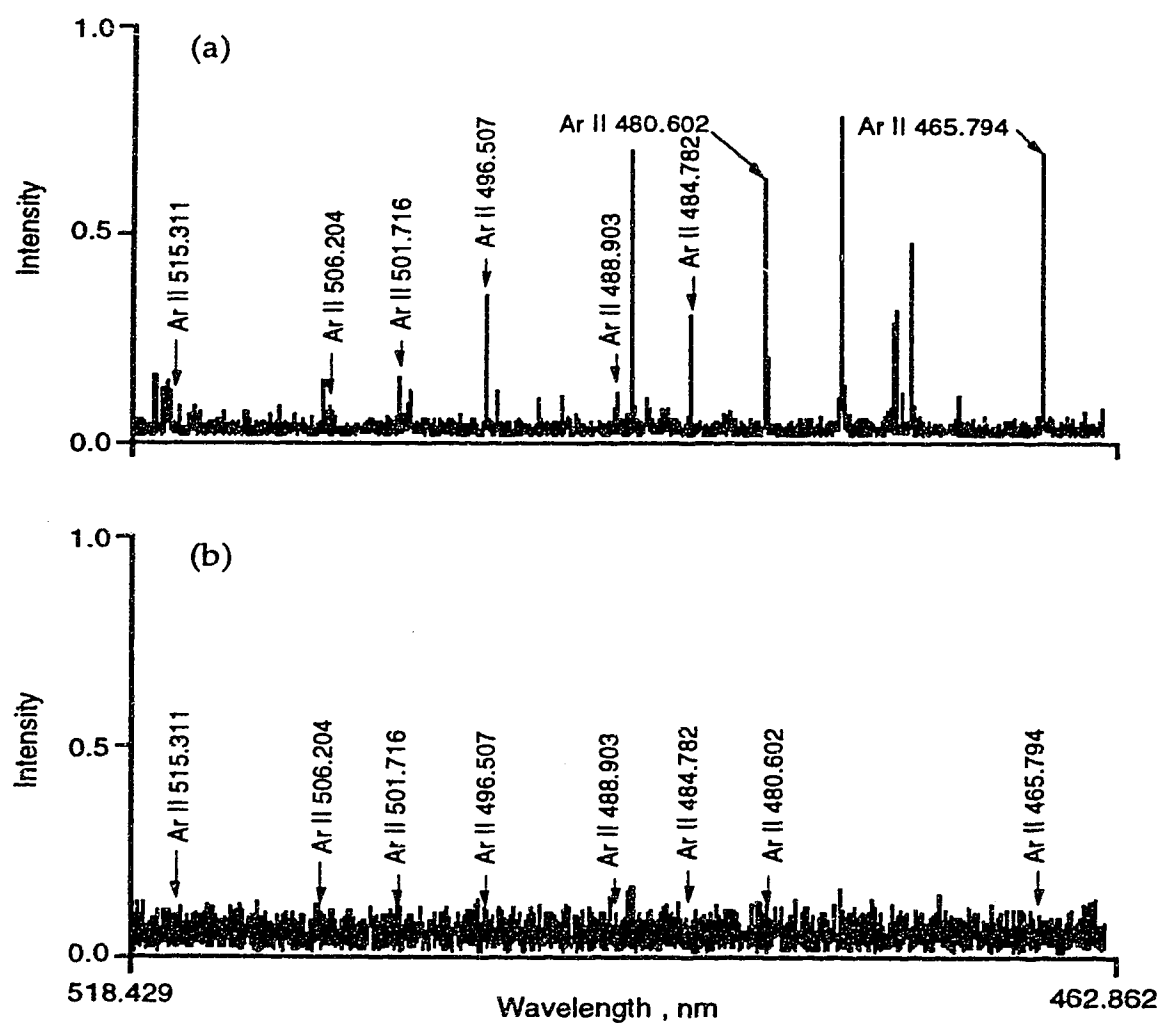 1.0
(a)
Ar II 480.602
Ar II 465.794
Ar II 515.311
Ar II 506.204
Ar II 501.716
Ar II 496.507
Ar II 488.903
Ar II 484.782
Intensity
0.5
0.0
1.0
(b)
Ar II 515.311
Ar II 506.204
Ar II 501.716
Ar II 496.507
Ar II 488.903
Ar II 484.782
Ar II 480.602
Ar II 465.794
Intensity
0.5
0.0
518.429
Wavelength , nm
462.862